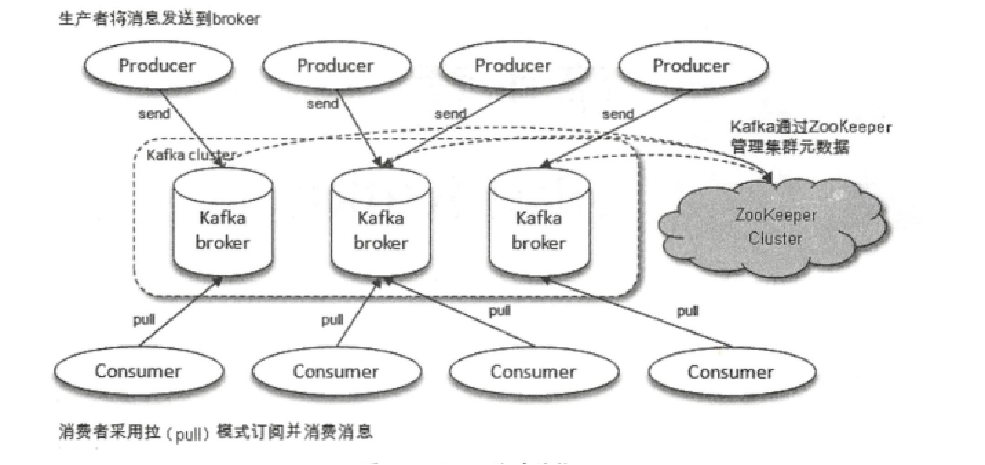 生产者将消息发送到broker
Producer
Producer
Producer
Producer
send
send
send
send
Kafka通过ZooKeeper
管理集群元数据
Kafka cluster
Kafka
broker
Kafka
broker
Kafka
broker
ZooKeeper
Cluster
pull
pull
pull
pull
Consumer
Consumer
Consumer
Consumer
消费者采用拉（pull）模式订阅并消费消息